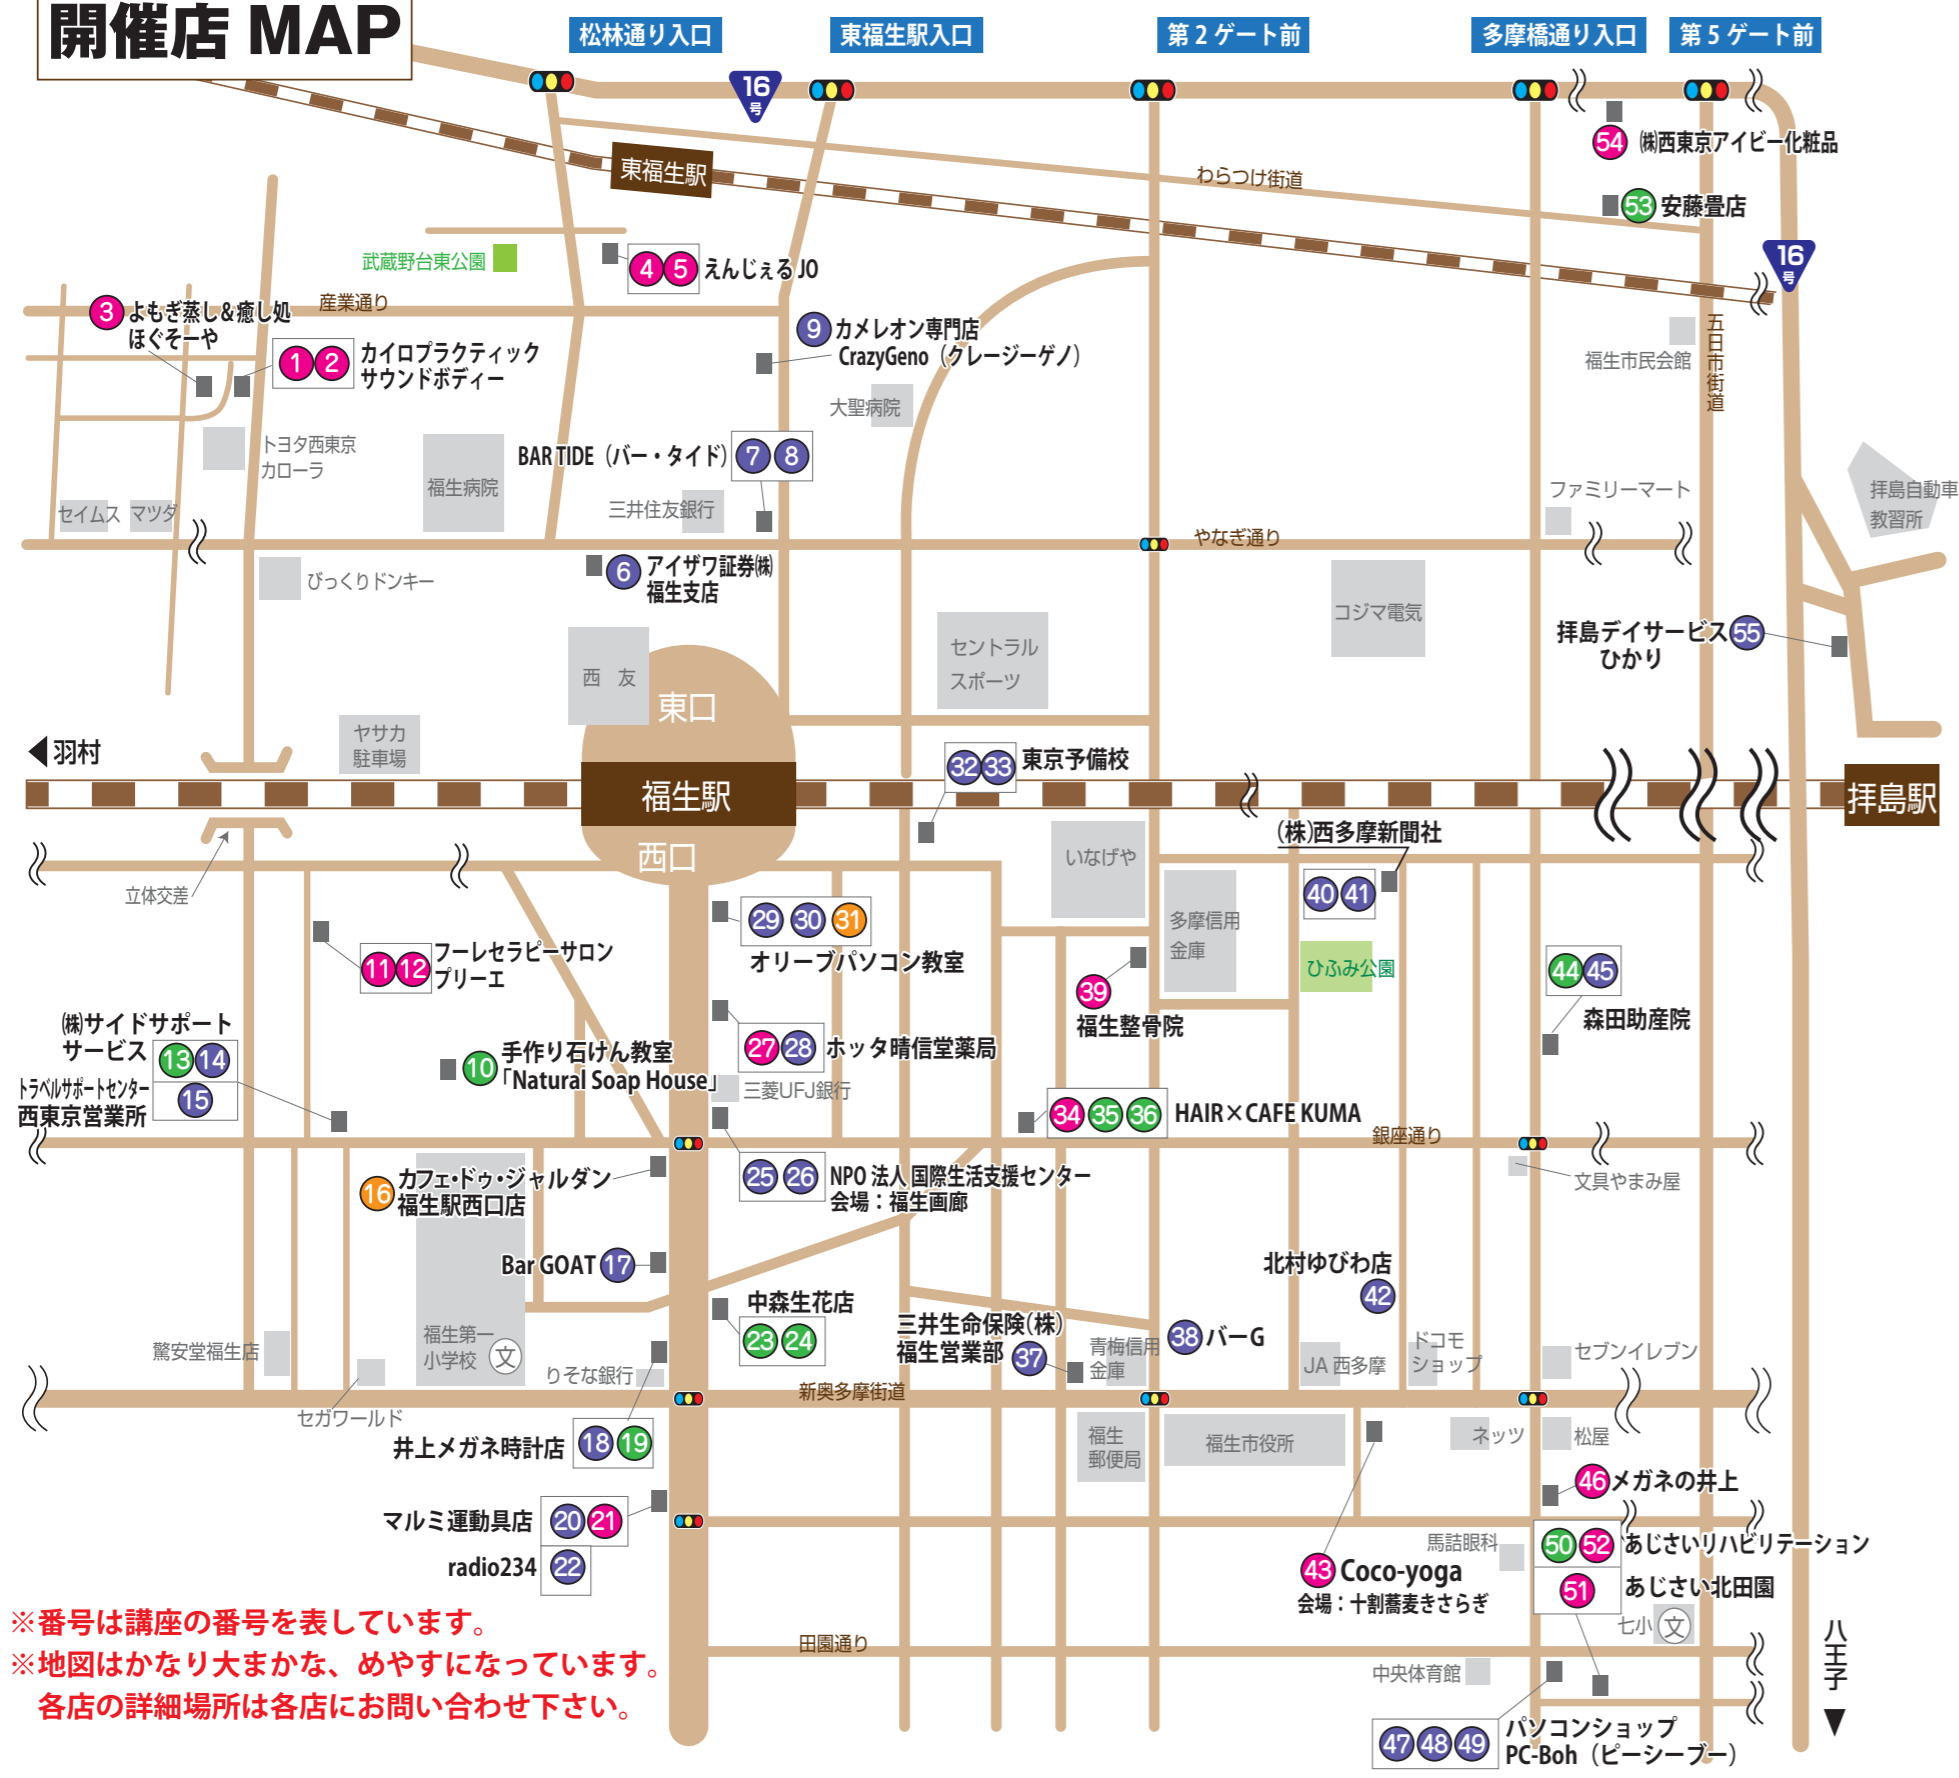 開催店 MAP
松林通り入口
東福生駅入口
第2ゲート前
多摩橋通り入口
第5ゲート前
16
号
54 ㈱西東京アイビー化粧品
東福生駅
わらつけ街道
53 安藤畳店
武蔵野台東公園
4 5 えんじぇるJO
16
号
3 よもぎ蒸し&癒し処
ほぐそーや
産業通り
9 カメレオン専門店
CrazyGeno（クレージーゲノ）
五日市街道
福生市民会館
1 2 カイロプラクティック
サウンドボディー
大聖病院
トヨタ西東京
カローラ
BAR TIDE（バー・タイド） 7 8
福生病院
三井住友銀行
ファミリーマート
拝島自動車
教習所
セイムス マツダ
やなぎ通り
びっくりドンキー
6 アイザワ証券㈱
福生支店
コジマ電気
拝島デイサービス 55
ひかり
西 友
セントラル
スポーツ
東口
ヤサカ
駐車場
羽村
32 33 東京予備校
福生駅
拝島駅
西口
立体交差
いなげや
(株)西多摩新聞社
40 41
29 30 31
オリーブパソコン教室
多摩信用
金庫
11 12 フーレセラピーサロン
プリーエ
ひふみ公園
44 45
森田助産院
39
福生整骨院
㈱サイドサポート
サービス 13 14
トラベルサポートセンター
西東京営業所 15
10 手作り石けん教室
「Natural Soap House」
27 28 ホッタ晴信堂薬局
三菱UFJ銀行
34 35 36 HAIR×CAFE KUMA
銀座通り
16 カフェ・ドゥ・ジャルダン
福生駅西口店
25 26 NPO 法人 国際生活支援センター
会場：福生画廊
文具やまみ屋
Bar GOAT 17
北村ゆびわ店
42
中森生花店
23 24
三井生命保険(株)
福生営業部 37
38 バーG
青梅信用
金庫
驚安堂福生店
福生第一
小学校 文
りそな銀行
JA 西多摩
ドコモ
ショップ
セブンイレブン
新奥多摩街道
セガワールド
井上メガネ時計店 18 19
福生
郵便局
福生市役所
ネッツ
松屋
46 メガネの井上
マルミ運動具店 20 21
radio234 22
馬詰眼科
50 52 あじさいリハビリテーション
51 あじさい北田園
43 Coco-yoga
会場：十割蕎麦きさらぎ
七小 文
※番号は講座の番号を表しています。
※地図はかなり大まかな、めやすになっています。
各店の詳細場所は各店にお問い合わせ下さい。
田園通り
中央体育館
八王子
47 48 49 パソコンショップ
PC-Boh（ピーシーブー）